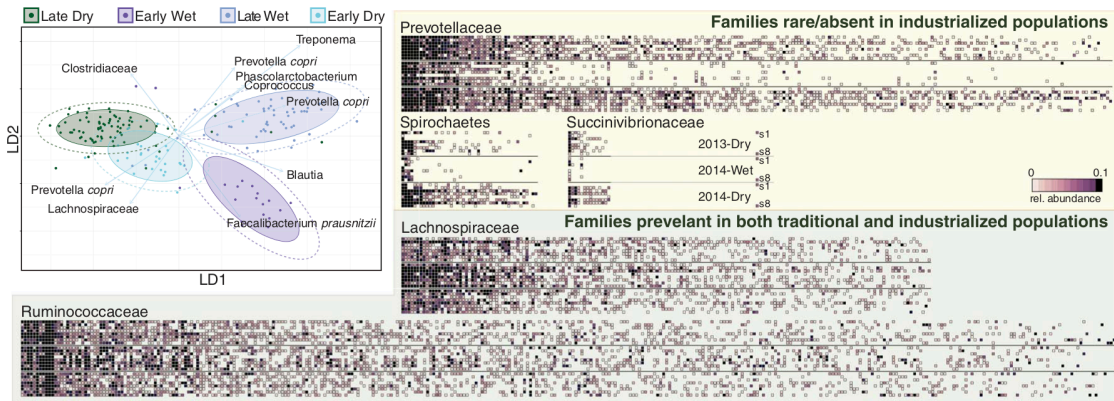 Late Dry
Early Wet
Late Wet
Early Dry
Treponema
Clostridiaceae
Prevotella copri
Phascolarctobacterium
Coprococcus
Prevotella copri
Prevotella copri
Blautia
Lachnospiraceae
Faecalibacterium prausnitzii
LD2
LD1
Families rare/absent in industrialized populations
Prevotellaceae
Spirochaetes
Succinivibrionaceae
*s1
2013-Dry
*s8
*s1
2014-Wet
*s8
*s1
2014-Dry
*s8
0
0.1
rel. abundance
Families prevelant in both traditional and industrialized populations
Lachnospiraceae
Ruminococcaceae